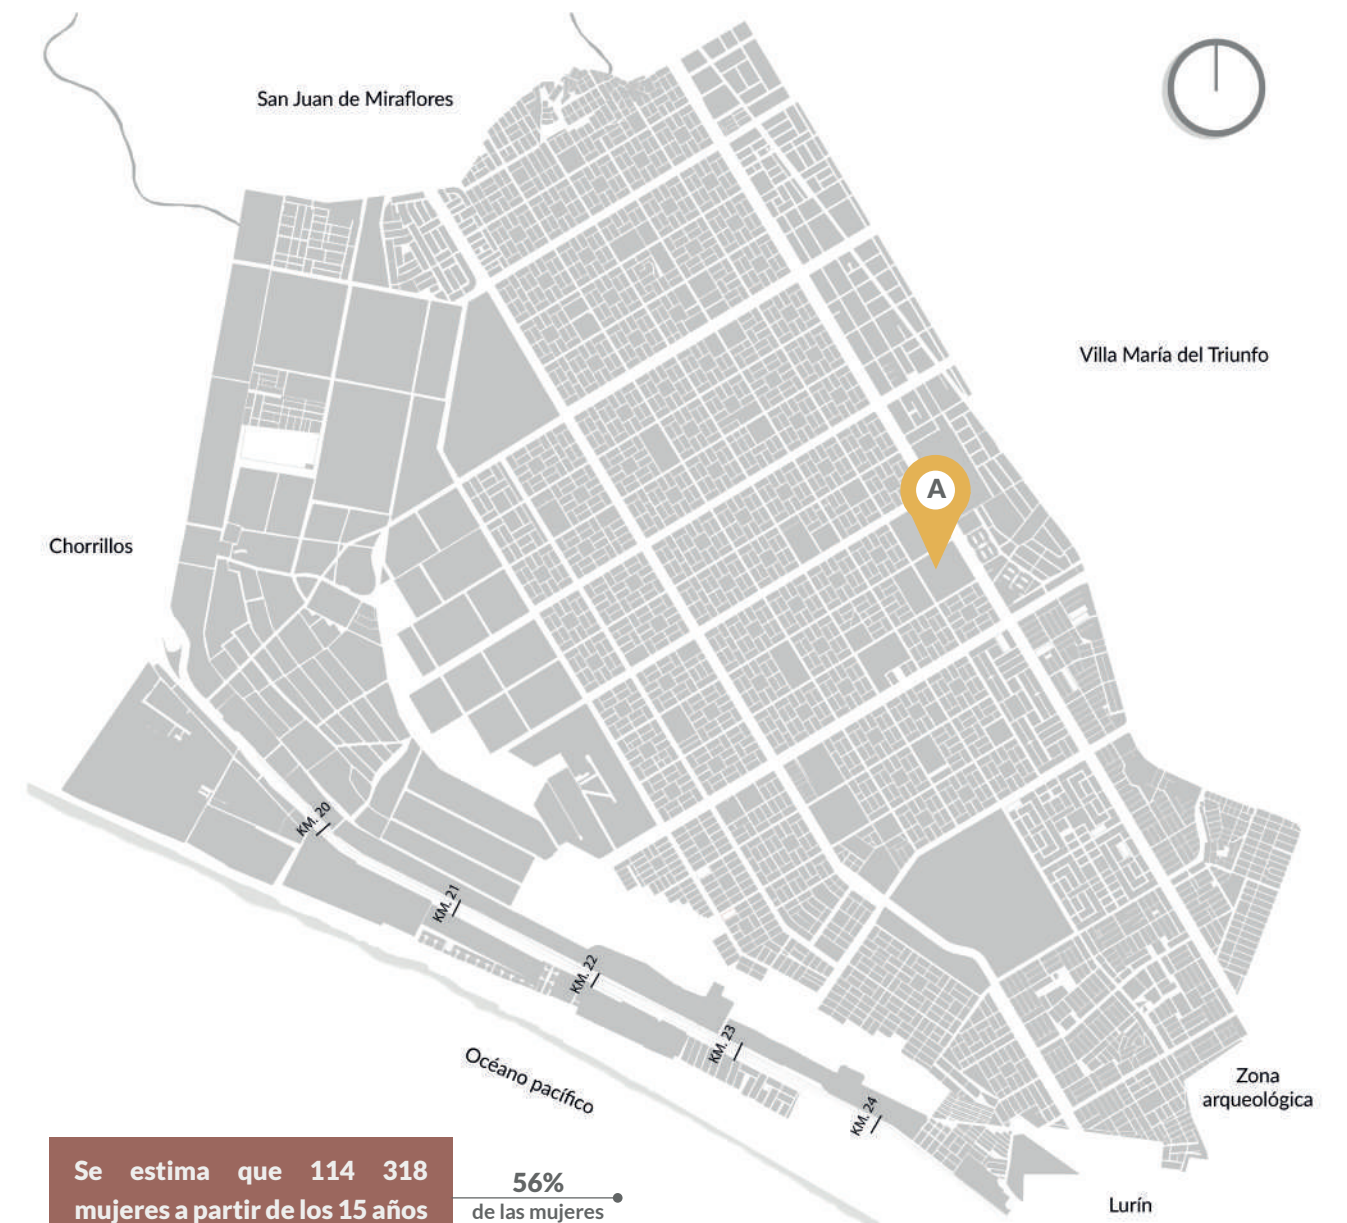 San Juan de Miraflores
Villa María del Triunfo
A
Chorrillos
KM. 20
KM. 21
KM. 22
KM. 23
KM. 24
Océano pacífico
Zona
arqueológica
Lurín
Se estima que 114 318
mujeres a partir de los 15 años
56%
de las mujeres